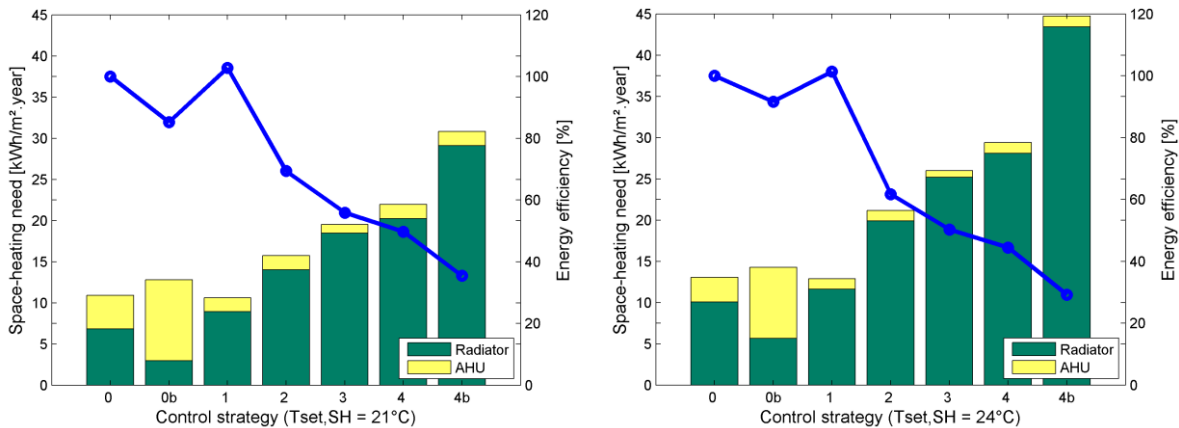 45
40
35
30
25
20
15
10
5
0
Space-heating need [kWh/m².year]
120
100
80
60
40
20
0
Energy efficiency [%]
Radiator
AHU
0 0b 1 2 3 4 4b
Control strategy (Tset,SH = 21°C)
45
40
35
30
25
20
15
10
5
0
Space-heating need [kWh/m².year]
120
100
80
60
40
20
0
Energy efficiency [%]
Radiator
AHU
0 0b 1 2 3 4 4b
Control strategy (Tset,SH = 24°C)